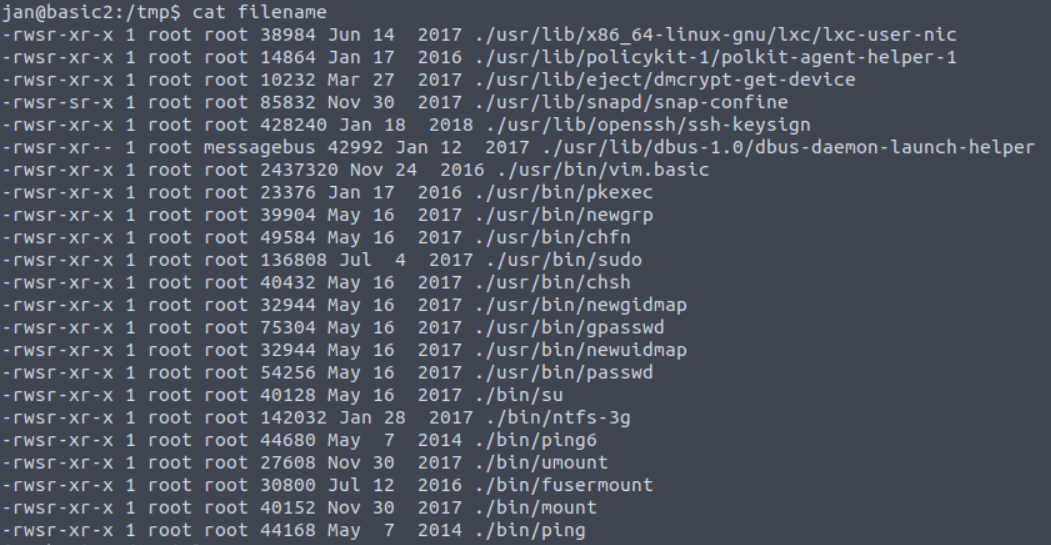 jan@basic2:/tmp$ cat filename
-rwsr-xr-x 1 root root 38984 Jun 14  2017 ./usr/lib/x86_64-linux-gnu/lxc/lxc-user-nic
-rwsr-xr-x 1 root root 14864 Jan 17  2016 ./usr/lib/policykit-1/polkit-agent-helper-1
-rwsr-xr-x 1 root root 10232 Mar 27  2017 ./usr/lib/eject/dmcrypt-get-device
-rwsr-sr-x 1 root root 85832 Nov 30  2017 ./usr/lib/snapd/snap-confine
-rwsr-xr-x 1 root root 428240 Jan 18  2018 ./usr/lib/openssh/ssh-keysign
-rwsr-xr-- 1 root messagebus 42992 Jan 12  2017 ./usr/lib/dbus-1.0/dbus-daemon-launch-helper
-rwsr-xr-x 1 root root 2437320 Nov 24  2016 ./usr/bin/vim.basic
-rwsr-xr-x 1 root root 23376 Jan 17  2016 ./usr/bin/pkexec
-rwsr-xr-x 1 root root 39904 May 16  2017 ./usr/bin/newgrp
-rwsr-xr-x 1 root root 49584 May 16  2017 ./usr/bin/chfn
-rwsr-xr-x 1 root root 136808 Jul  4  2017 ./usr/bin/sudo
-rwsr-xr-x 1 root root 40432 May 16  2017 ./usr/bin/chsh
-rwsr-xr-x 1 root root 32944 May 16  2017 ./usr/bin/newgidmap
-rwsr-xr-x 1 root root 75304 May 16  2017 ./usr/bin/gpasswd
-rwsr-xr-x 1 root root 32944 May 16  2017 ./usr/bin/newuidmap
-rwsr-xr-x 1 root root 54256 May 16  2017 ./usr/bin/passwd
-rwsr-xr-x 1 root root 40128 May 16  2017 ./bin/su
-rwsr-xr-x 1 root root 142032 Jan 28  2017 ./bin/ntfs-3g
-rwsr-xr-x 1 root root 44680 May  7  2014 ./bin/ping6
-rwsr-xr-x 1 root root 27608 Nov 30  2017 ./bin/umount
-rwsr-xr-x 1 root root 30800 Jul 12  2016 ./bin/fusermount
-rwsr-xr-x 1 root root 40152 Nov 30  2017 ./bin/mount
-rwsr-xr-x 1 root root 44168 May  7  2014 ./bin/ping